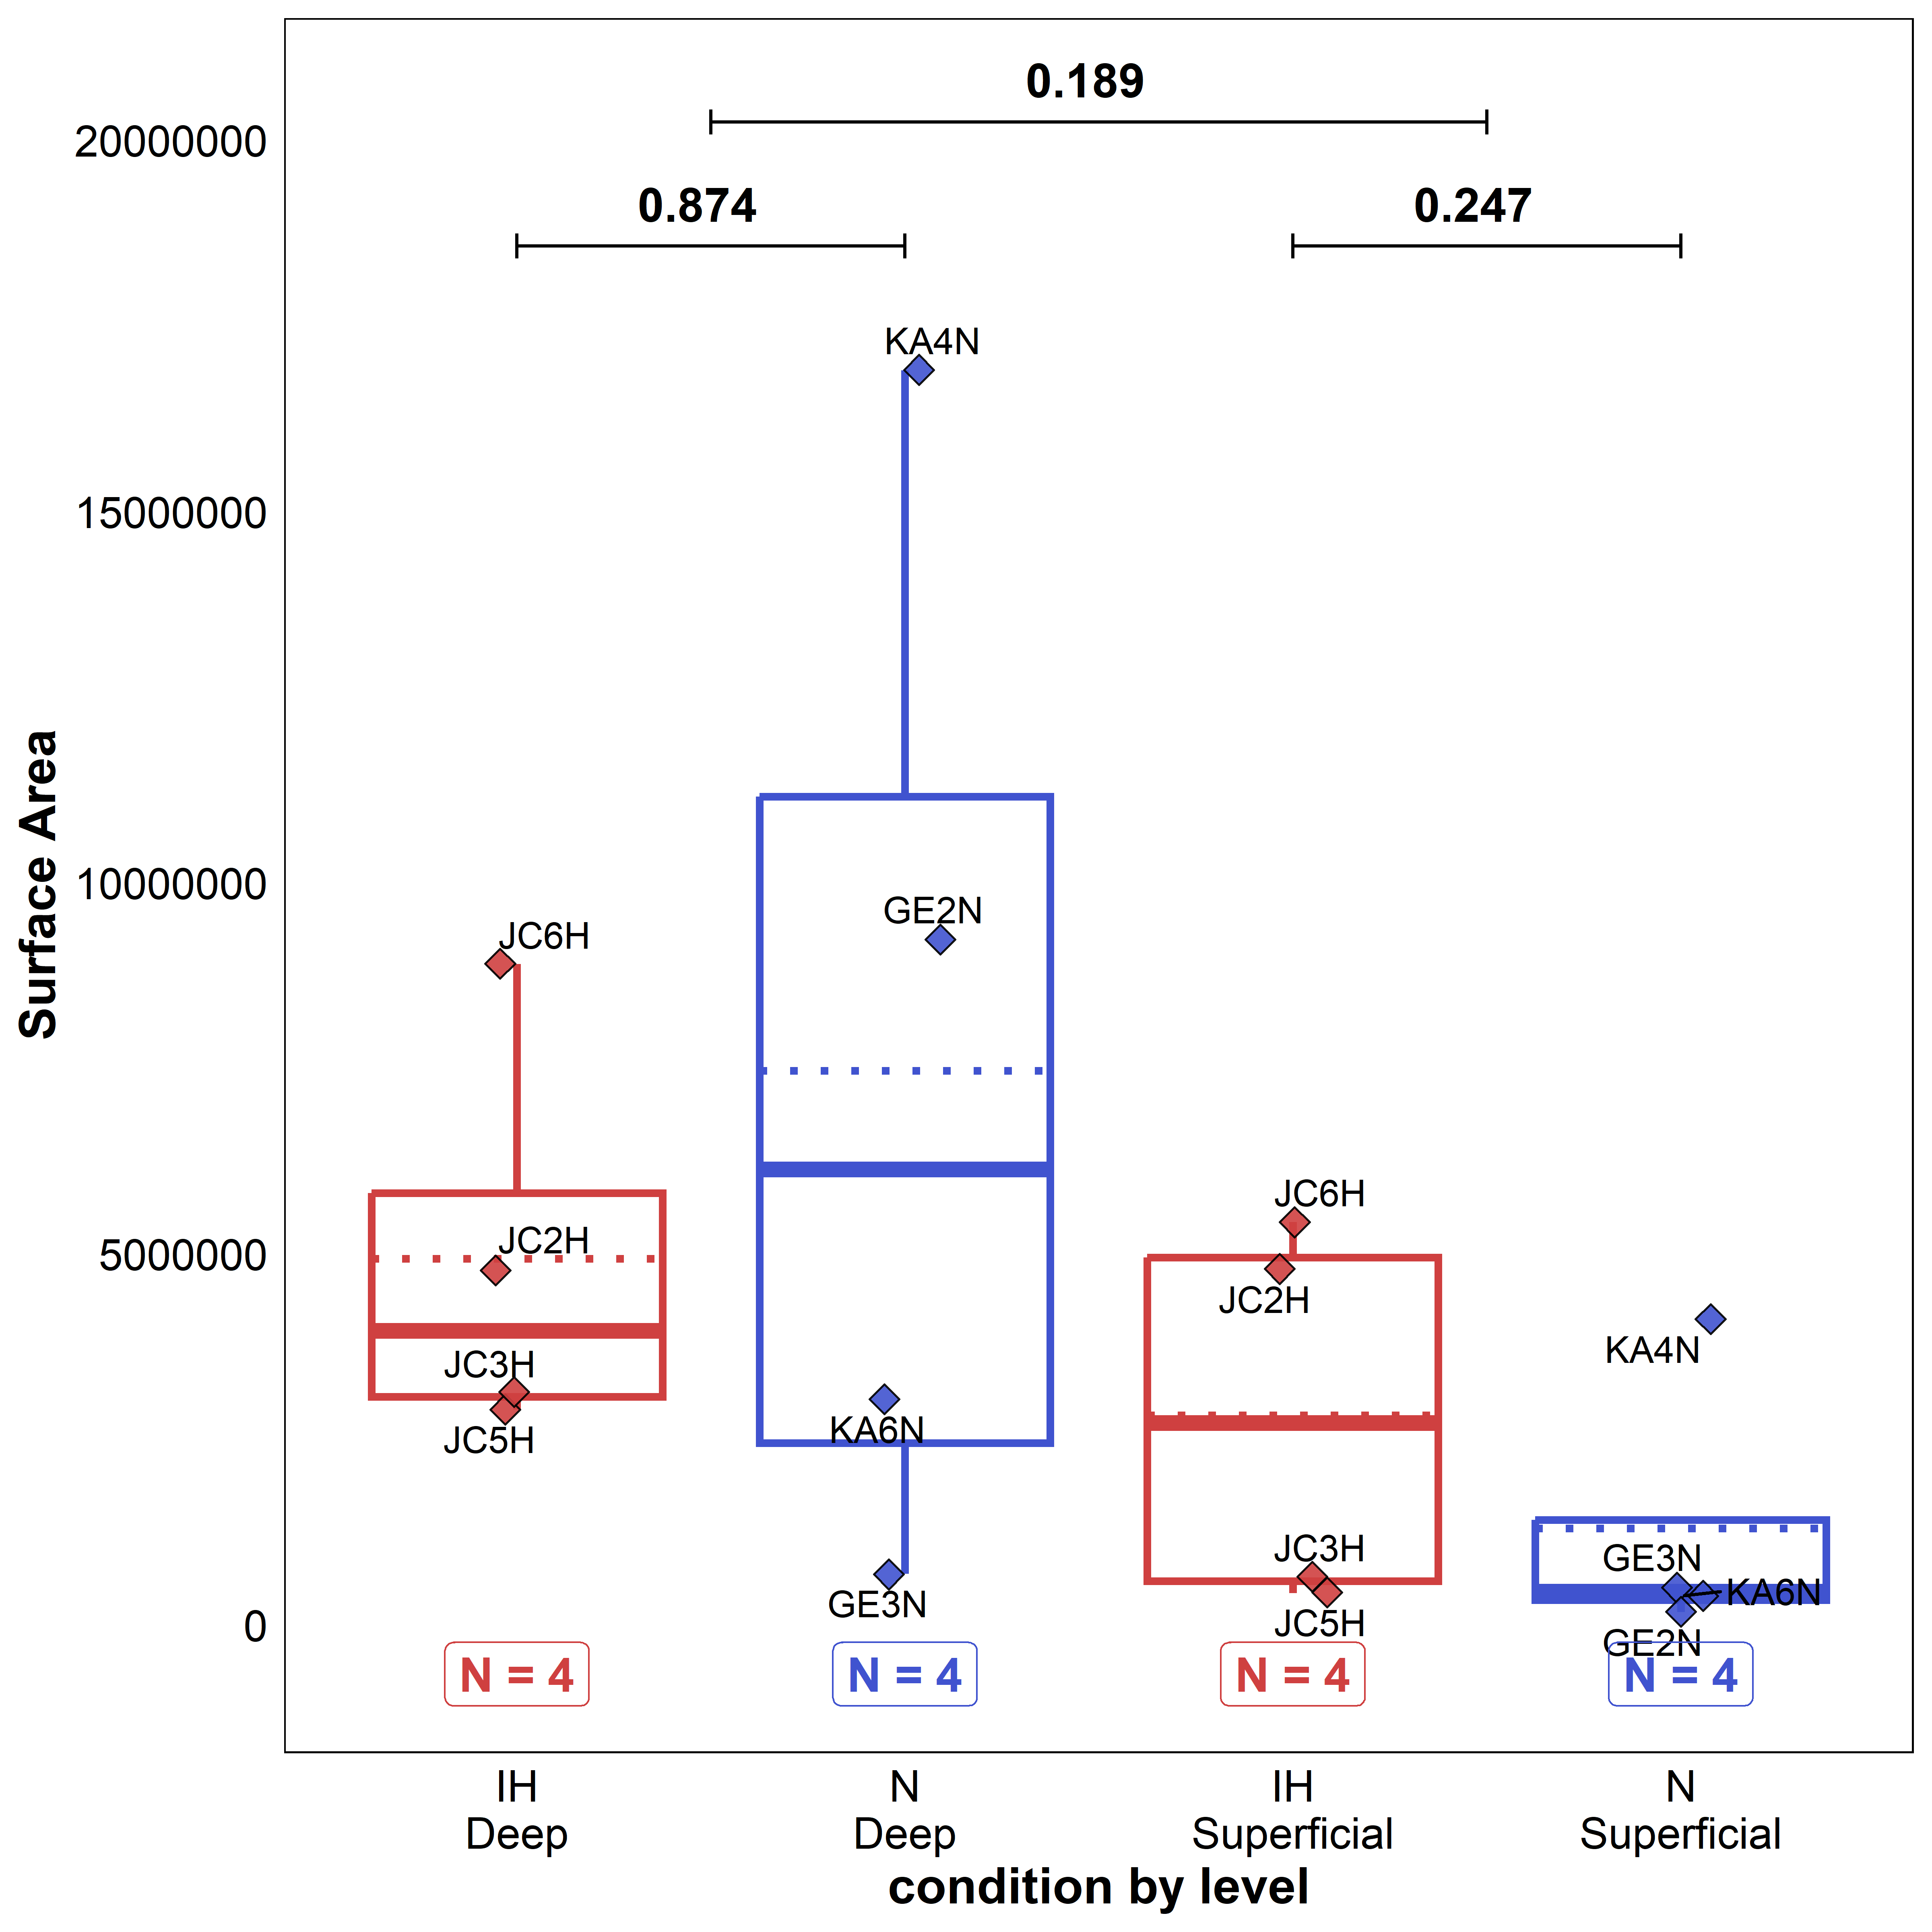 0.189
20000000
0.874
0.247
KA4N
15000000
GE2N
10000000
JC6H
Surface Area
JC6H
JC2H
5000000
JC2H
KA4N
JC3H
KA6N
JC5H
JC3H
GE3N
KA6N
GE3N
JC5H
0
GE2N
N = 4
N = 4
N = 4
N = 4
IH
Deep
N
Deep
IH
Superficial
N
Superficial
condition by level